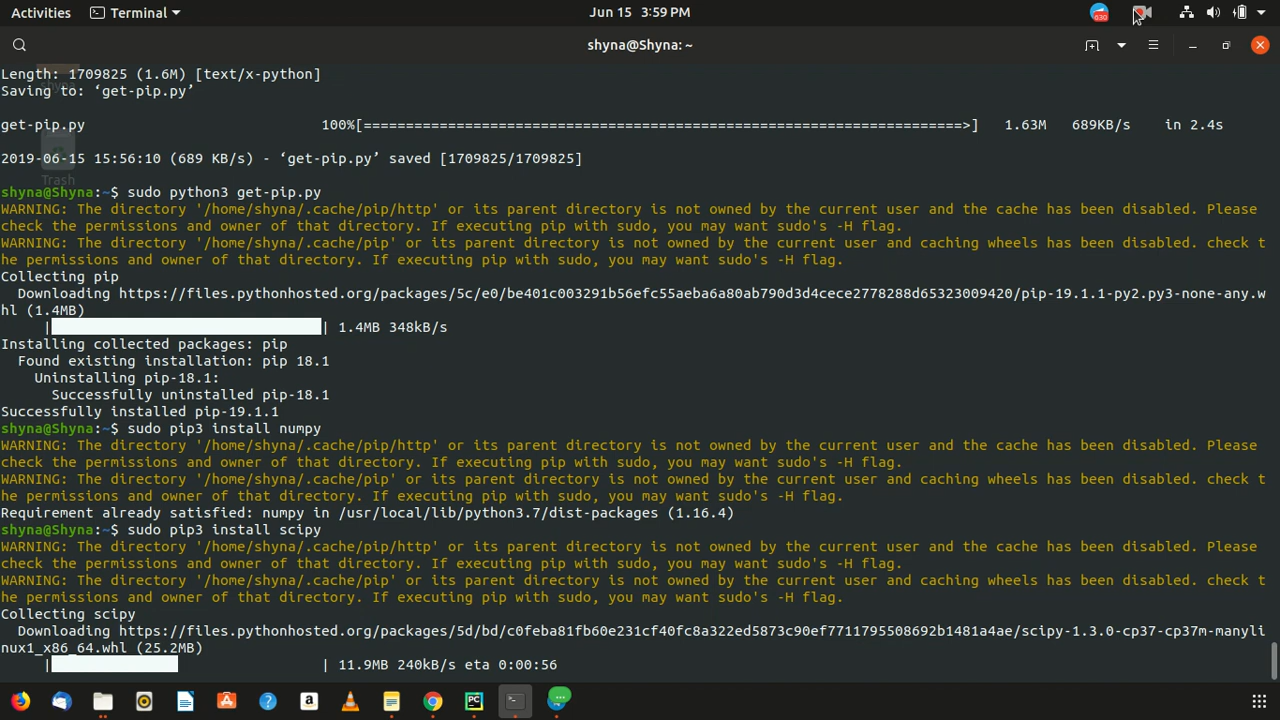 Activities Terminal Jun 15 3:59 PM 630
shyna@Shyna: ~
Length: 1709825 (1.6M) [text/x-python]
Saving to: ‘get-pip.py’
shyna
get-pip.py 100%[=======================================================================>] 1.63M 689KB/s in 2.4s
2019-06-15 15:56:10 (689 KB/s) - ‘get-pip.py’ saved [1709825/1709825]
Trash
shyna@Shyna:~$ sudo python3 get-pip.py
WARNING: The directory '/home/shyna/.cache/pip/http' or its parent directory is not owned by the current user and the cache has been disabled. Please
check the permissions and owner of that directory. If executing pip with sudo, you may want sudo's -H flag.
WARNING: The directory '/home/shyna/.cache/pip' or its parent directory is not owned by the current user and caching wheels has been disabled. check t
he permissions and owner of that directory. If executing pip with sudo, you may want sudo's -H flag.
Collecting pip
Downloading https://files.pythonhosted.org/packages/5c/e0/be401c003291b56efc55aeba6a80ab790d3d4cece2778288d65323009420/pip-19.1.1-py2.py3-none-any.w
hl (1.4MB)
| | 1.4MB 348kB/s
Installing collected packages: pip
Found existing installation: pip 18.1
Uninstalling pip-18.1:
Successfully uninstalled pip-18.1
Successfully installed pip-19.1.1
shyna@Shyna:~$ sudo pip3 install numpy
WARNING: The directory '/home/shyna/.cache/pip/http' or its parent directory is not owned by the current user and the cache has been disabled. Please
check the permissions and owner of that directory. If executing pip with sudo, you may want sudo's -H flag.
WARNING: The directory '/home/shyna/.cache/pip' or its parent directory is not owned by the current user and caching wheels has been disabled. check t
he permissions and owner of that directory. If executing pip with sudo, you may want sudo's -H flag.
Requirement already satisfied: numpy in /usr/local/lib/python3.7/dist-packages (1.16.4)
shyna@Shyna:~$ sudo pip3 install scipy
WARNING: The directory '/home/shyna/.cache/pip/http' or its parent directory is not owned by the current user and the cache has been disabled. Please
check the permissions and owner of that directory. If executing pip with sudo, you may want sudo's -H flag.
WARNING: The directory '/home/shyna/.cache/pip' or its parent directory is not owned by the current user and caching wheels has been disabled. check t
he permissions and owner of that directory. If executing pip with sudo, you may want sudo's -H flag.
Collecting scipy
Downloading https://files.pythonhosted.org/packages/5d/bd/c0feba81fb60e231cf40fc8a322ed5873c90ef7711795508692b1481a4ae/scipy-1.3.0-cp37-cp37m-manyli
nux1_x86_64.whl (25.2MB)
| | 11.9MB 240kB/s eta 0:00:56